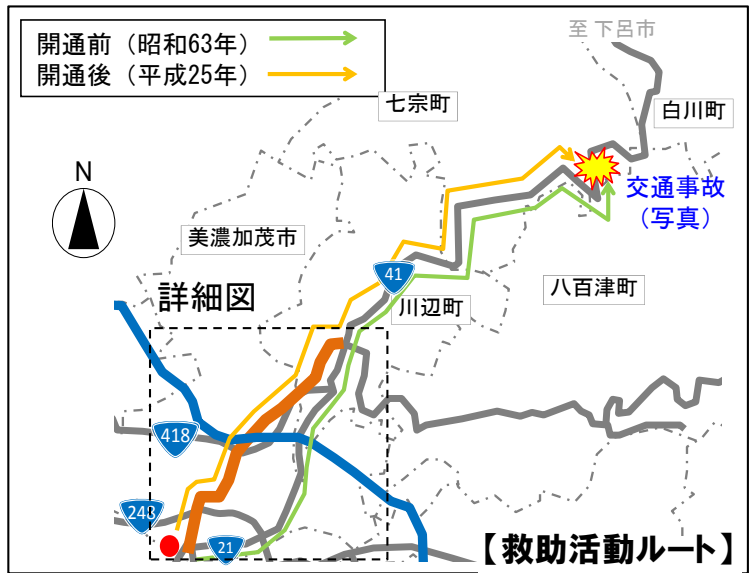 開通前（昭和63年）
開通後（平成25年）
至 下呂市
七宗町
白川町
N
交通事故
（写真）
美濃加茂市
41
八百津町
詳細図
川辺町
418
248
21
【救助活動ルート】